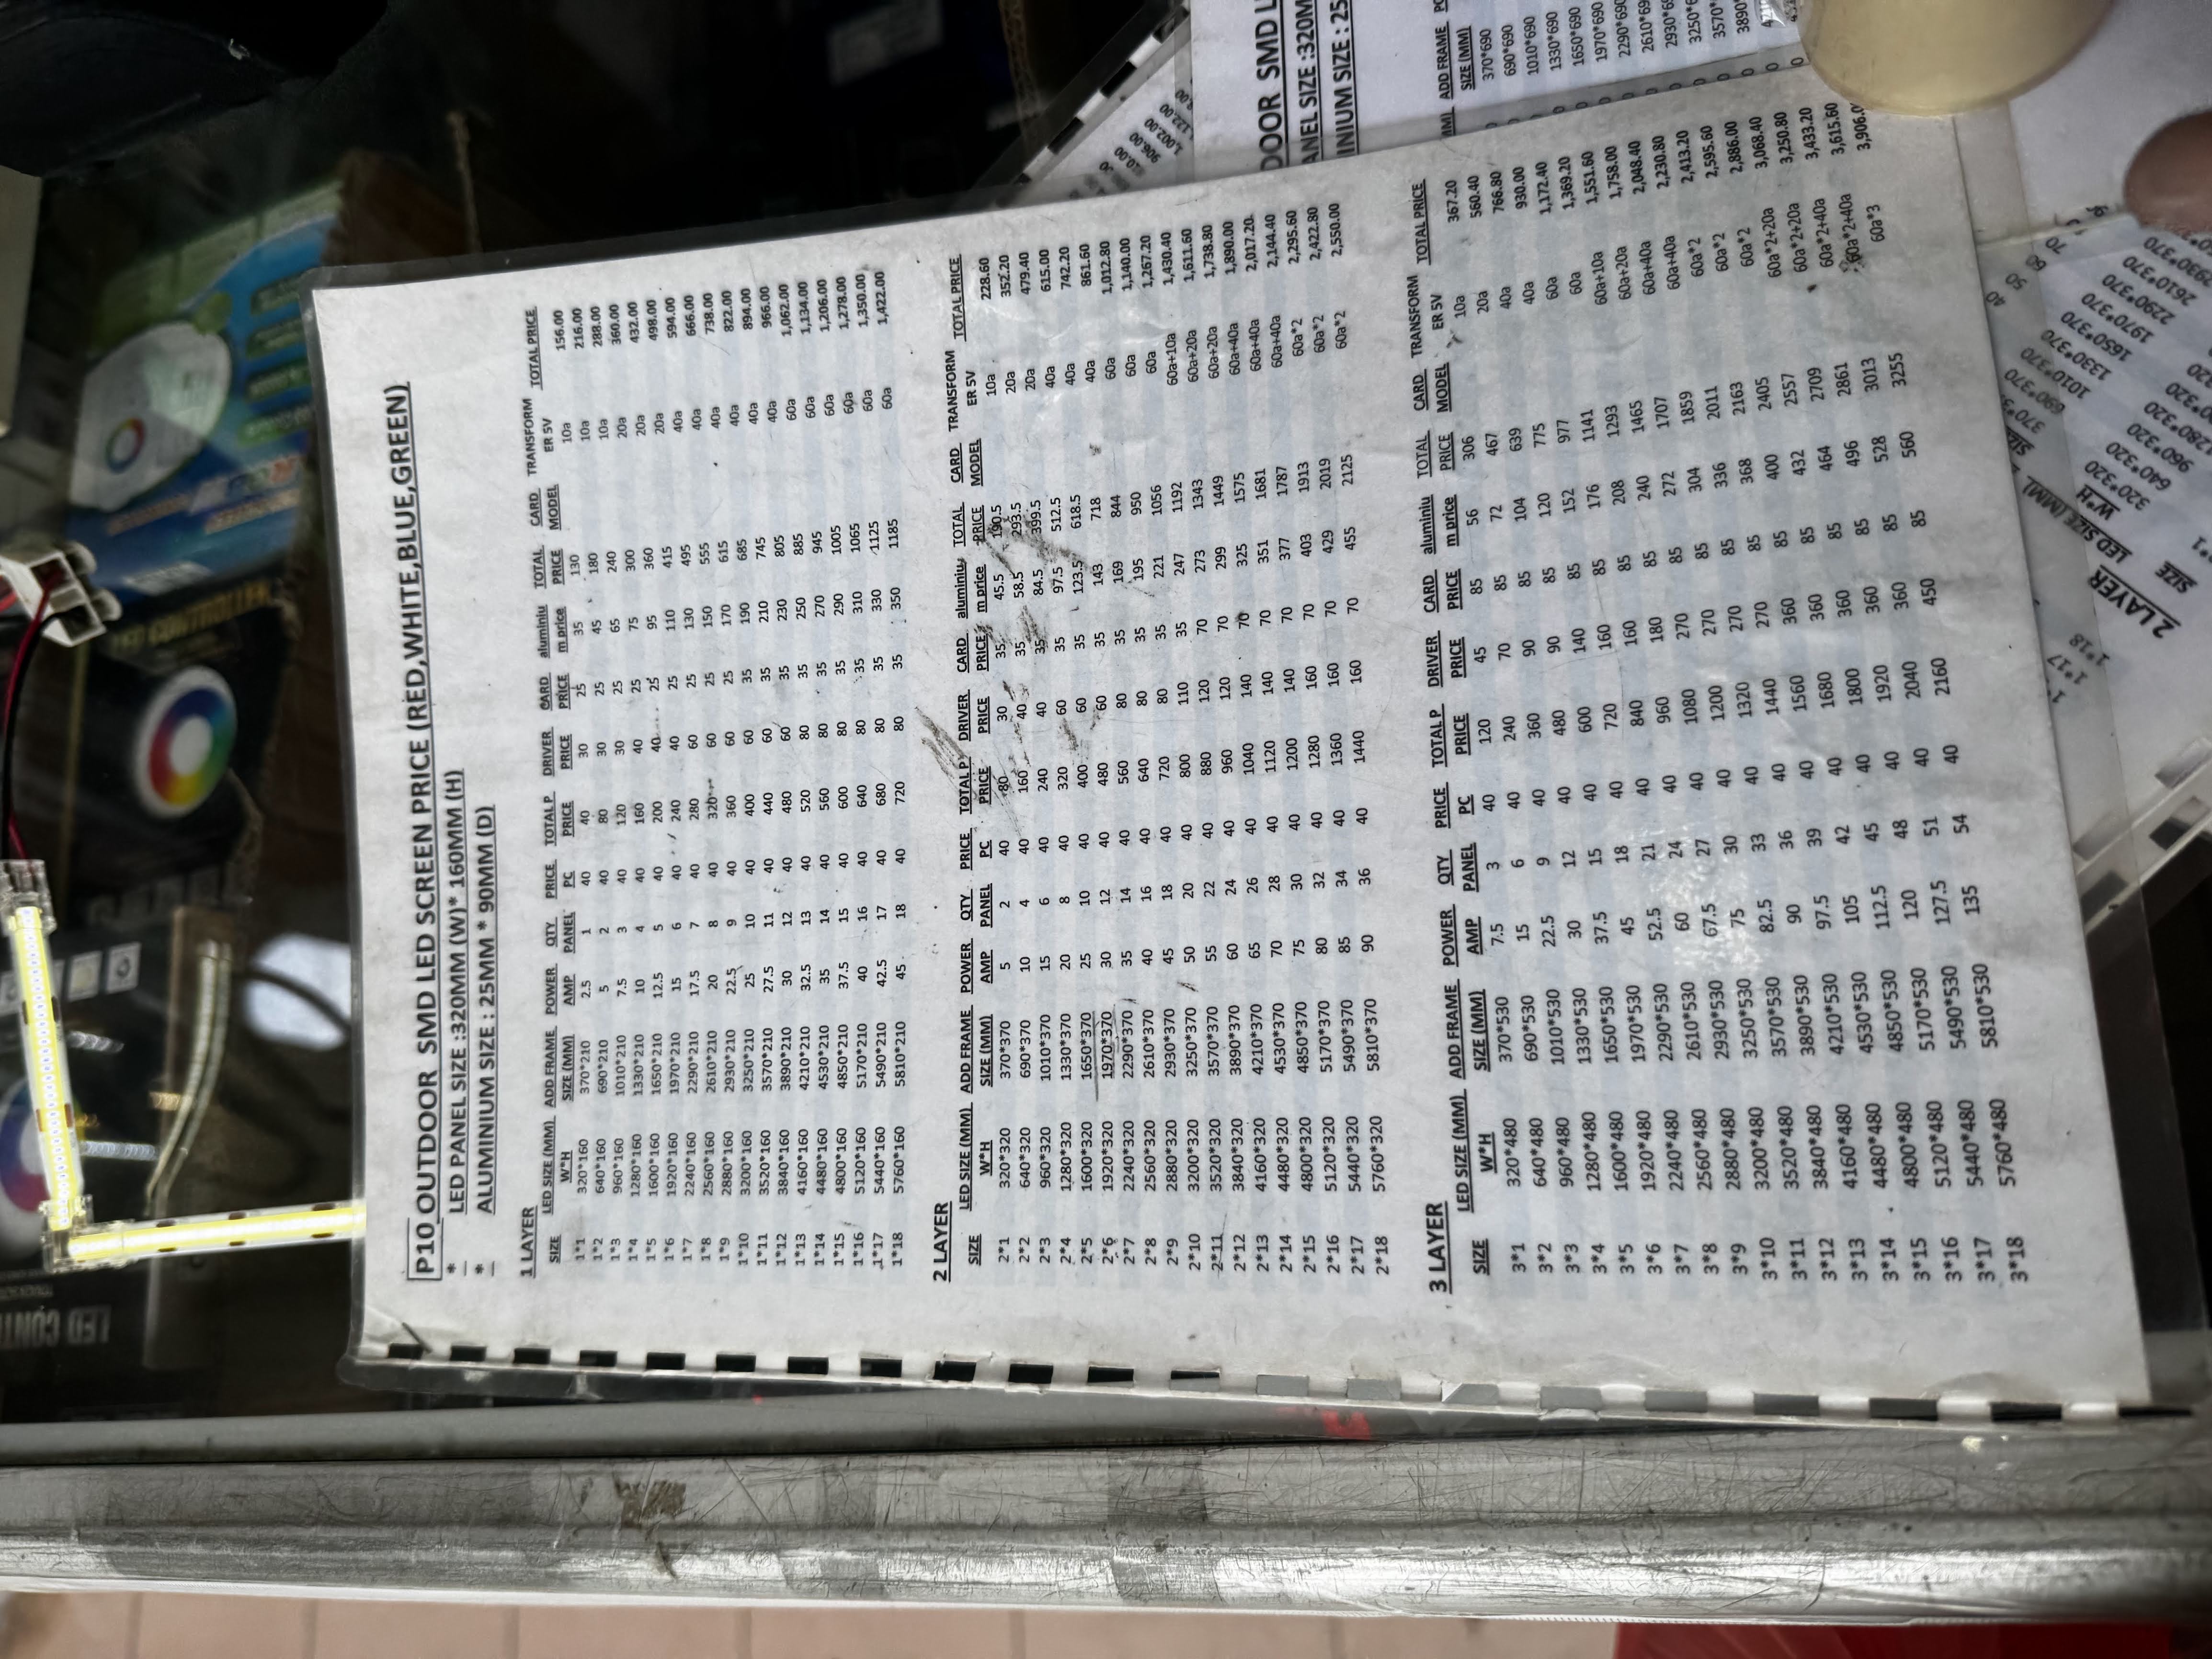 LED CONT
P10 OUTDOOR SMD LED SCREEN PRICE (RED,WHITE,BLUE,GREEN)
* LED PANEL SIZE :320MM (W)* 160MM (H)
* ALUMINIUM SIZE : 25MM * 90MM (D)
1 LAYER
SIZE LED SIZE (MM) W*H ADD FRAME SIZE (MM) POWER AMP QTY PANEL PRICE PC TOTAL P PRICE DRIVER PRICE CARD PRICE aluminiu m price TOTAL PRICE CARD MODEL TRANSFORM ER 5V TOTAL PRICE
1*1 320*160 370*210 2.5 1 40 40 30 25 35 130 10a 156.00
1*2 640*160 690*210 5 2 40 80 30 25 45 180 10a 216.00
1*3 960*160 1010*210 7.5 3 40 120 30 25 65 240 10a 288.00
1*4 1280*160 1330*210 10 4 40 160 40 25 75 300 20a 360.00
1*5 1600*160 1650*210 12.5 5 40 200 40 25 95 360 20a 432.00
1*6 1920*160 1970*210 15 6 40 240 40 25 110 415 20a 498.00
1*7 2240*160 2290*210 17.5 7 40 280 60 25 130 495 40a 594.00
1*8 2560*160 2610*210 20 8 40 320 60 25 150 555 40a 666.00
1*9 2880*160 2930*210 22.5 9 40 360 60 25 170 615 40a 738.00
1*10 3200*160 3250*210 25 10 40 400 60 35 190 685 40a 822.00
1*11 3520*160 3570*210 27.5 11 40 440 60 35 210 745 40a 894.00
1*12 3840*160 3890*210 30 12 40 480 60 35 230 805 40a 966.00
1*13 4160*160 4210*210 32.5 13 40 520 80 35 250 885 60a 1,062.00
1*14 4480*160 4530*210 35 14 40 560 80 35 270 945 60a 1,134.00
1*15 4800*160 4850*210 37.5 15 40 600 80 35 290 1005 60a 1,206.00
1*16 5120*160 5170*210 40 16 40 640 80 35 310 1065 60a 1,278.00
1*17 5440*160 5490*210 42.5 17 40 680 80 35 330 1125 60a 1,350.00
1*18 5760*160 5810*210 45 18 40 720 80 35 350 1185 60a 1,422.00
2 LAYER
SIZE LED SIZE (MM) W*H ADD FRAME SIZE (MM) POWER AMP QTY PANEL PRICE PC TOTAL P PRICE DRIVER PRICE CARD PRICE aluminiu m price TOTAL PRICE CARD MODEL TRANSFORM ER 5V TOTAL PRICE
2*1 320*320 370*370 5 2 40 80 30 35 45.5 190.5 10a 228.60
2*2 640*320 690*370 10 4 40 160 40 35 58.5 293.5 20a 352.20
2*3 960*320 1010*370 15 6 40 240 40 35 84.5 399.5 20a 479.40
2*4 1280*320 1330*370 20 8 40 320 60 35 97.5 512.5 40a 615.00
2*5 1600*320 1650*370 25 10 40 400 60 35 123.5 618.5 40a 742.20
2*6 1920*320 1970*370 30 12 40 480 60 35 143 718 40a 861.60
2*7 2240*320 2290*370 35 14 40 560 80 35 169 844 60a 1,012.80
2*8 2560*320 2610*370 40 16 40 640 80 35 195 950 60a 1,140.00
2*9 2880*320 2930*370 45 18 40 720 80 35 221 1056 60a 1,267.20
2*10 3200*320 3250*370 50 20 40 800 110 35 247 1192 60a+10a 1,430.40
2*11 3520*320 3570*370 55 22 40 880 120 70 273 1343 60a+20a 1,611.60
2*12 3840*320 3890*370 60 24 40 960 120 70 299 1449 60a+20a 1,738.80
2*13 4160*320 4210*370 65 26 40 1040 140 70 325 1575 60a+40a 1,890.00
2*14 4480*320 4530*370 70 28 40 1120 140 70 351 1681 60a+40a 2,017.20
2*15 4800*320 4850*370 75 30 40 1200 140 70 377 1787 60a+40a 2,144.40
2*16 5120*320 5170*370 80 32 40 1280 160 70 403 1913 60a*2 2,295.60
2*17 5440*320 5490*370 85 34 40 1360 160 70 429 2019 60a*2 2,422.80
2*18 5760*320 5810*370 90 36 40 1440 160 70 455 2125 60a*2 2,550.00
3 LAYER
SIZE LED SIZE (MM) W*H ADD FRAME SIZE (MM) POWER AMP QTY PANEL PRICE PC TOTAL P PRICE DRIVER PRICE CARD PRICE aluminiu m price TOTAL PRICE CARD MODEL TRANSFORM ER 5V TOTAL PRICE
3*1 320*480 370*530 7.5 3 40 120 45 85 56 306 10a 367.20
3*2 640*480 690*530 15 6 40 240 70 85 72 467 20a 560.40
3*3 960*480 1010*530 22.5 9 40 360 90 85 104 639 40a 766.80
3*4 1280*480 1330*530 30 12 40 480 90 85 120 775 40a 930.00
3*5 1600*480 1650*530 37.5 15 40 600 140 85 152 977 60a 1,172.40
3*6 1920*480 1970*530 45 18 40 720 160 85 176 1141 60a 1,369.20
3*7 2240*480 2290*530 52.5 21 40 840 160 85 208 1293 60a+10a 1,551.60
3*8 2560*480 2610*530 60 24 40 960 180 85 240 1465 60a+20a 1,758.00
3*9 2880*480 2930*530 67.5 27 40 1080 270 85 272 1707 60a+40a 2,048.40
3*10 3200*480 3250*530 75 30 40 1200 270 85 304 1859 60a+40a 2,230.80
3*11 3520*480 3570*530 82.5 33 40 1320 270 85 336 2011 60a*2 2,413.20
3*12 3840*480 3890*530 90 36 40 1440 270 85 368 2163 60a*2 2,595.60
3*13 4160*480 4210*530 97.5 39 40 1560 360 85 400 2405 60a*2 2,886.00
3*14 4480*480 4530*530 105 42 40 1680 360 85 432 2557 60a*2+20a 3,068.40
3*15 4800*480 4850*530 112.5 45 40 1800 360 85 464 2709 60a*2+20a 3,250.80
3*16 5120*480 5170*530 120 48 40 1920 360 85 496 2861 60a*2+40a 3,433.20
3*17 5440*480 5490*530 127.5 51 40 2040 360 85 528 3013 60a*2+40a 3,615.60
3*18 5760*480 5810*530 135 54 40 2160 450 85 560 3255 60a*3 3,906.0
906.00
1,002.00
DOOR SMD L
ANEL SIZE :320M
INIUM SIZE : 25
ADD FRAME
SIZE (MM)
370*690
690*690
1010*690
1330*690
1650*690
1970*690
2290*690
2610*69
2930*6
3250*
3570*
3890
1*17
1*18
2 LAYER
SIZE LED SIZE (MM) W*H
320*320 370*3
640*320 690*370
960*320 1010*370
1280*320 1330*370
1650*370
1970*370
2290*370
2610*370
2930*370
40
50
60
70